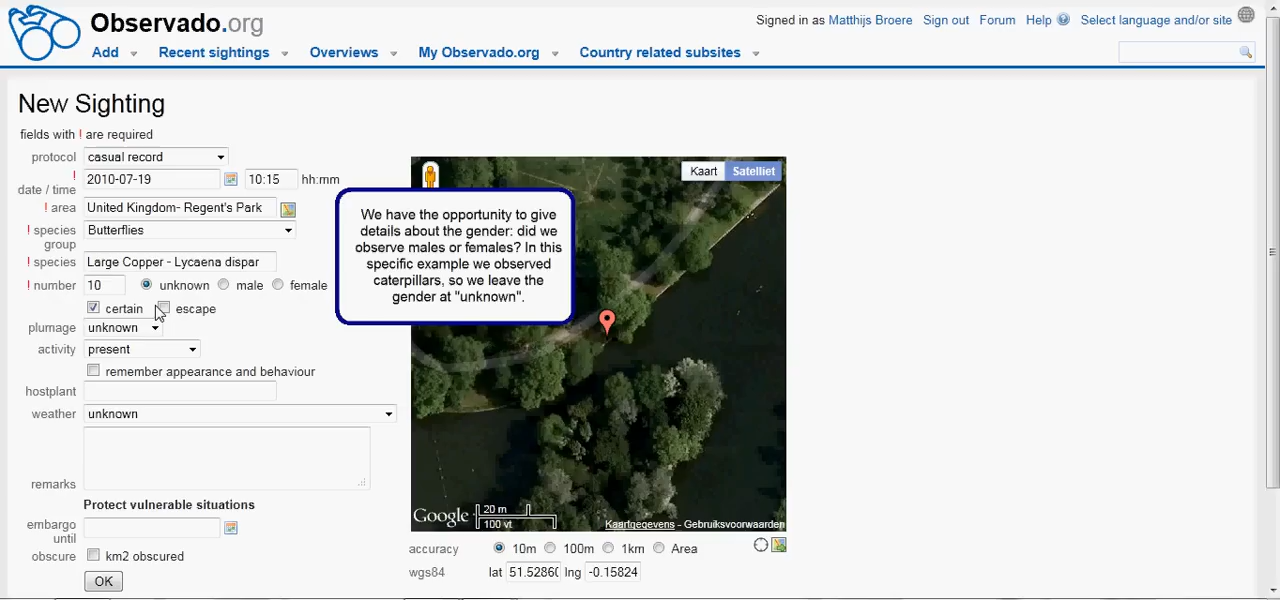 Observado.org
Signed in as Matthijs Broere Sign out Forum Help Select language and/or site
Add Recent sightings Overviews My Observado.org Country related subsites
New Sighting
fields with ! are required
protocol casual record
! date / time 2010-07-19 10:15 hh:mm
! area United Kingdom- Regent's Park
! species group Butterflies
! species Large Copper - Lycaena dispar
! number 10 unknown male female
certain escape
plumage unknown
activity present
remember appearance and behaviour
hostplant
weather unknown
remarks
Protect vulnerable situations
embargo until
obscure km2 obscured
OK
We have the opportunity to give
details about the gender: did we
observe males or females? In this
specific example we observed
caterpillars, so we leave the
gender at "unknown".
Kaart Satelliet
Google 20 m
100 vt Kaartgegevens - Gebruiksvoorwaarden
accuracy 10m 100m 1km Area
wgs84 lat 51.5286( lng -0.15824